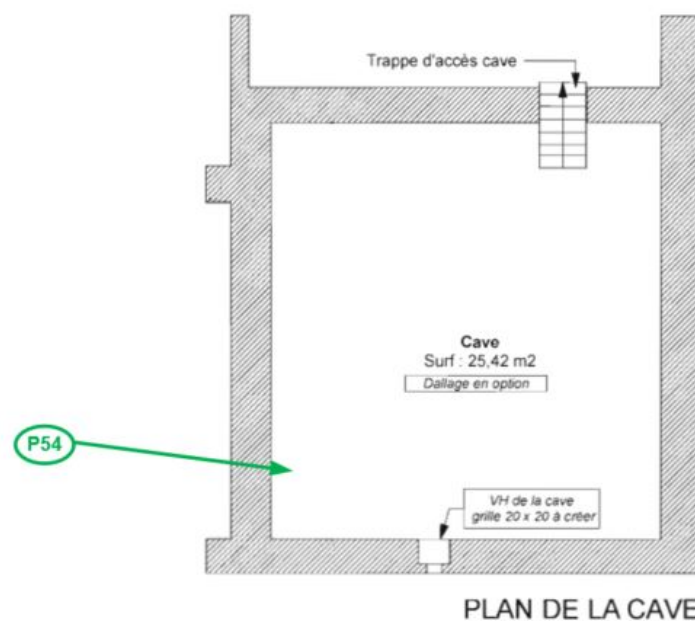 Trappe d'accès cave
Cave
Surf : 25,42 m2
Dallage en option
P54
VH de la cave
grille 20 x 20 à créer
PLAN DE LA CAVE